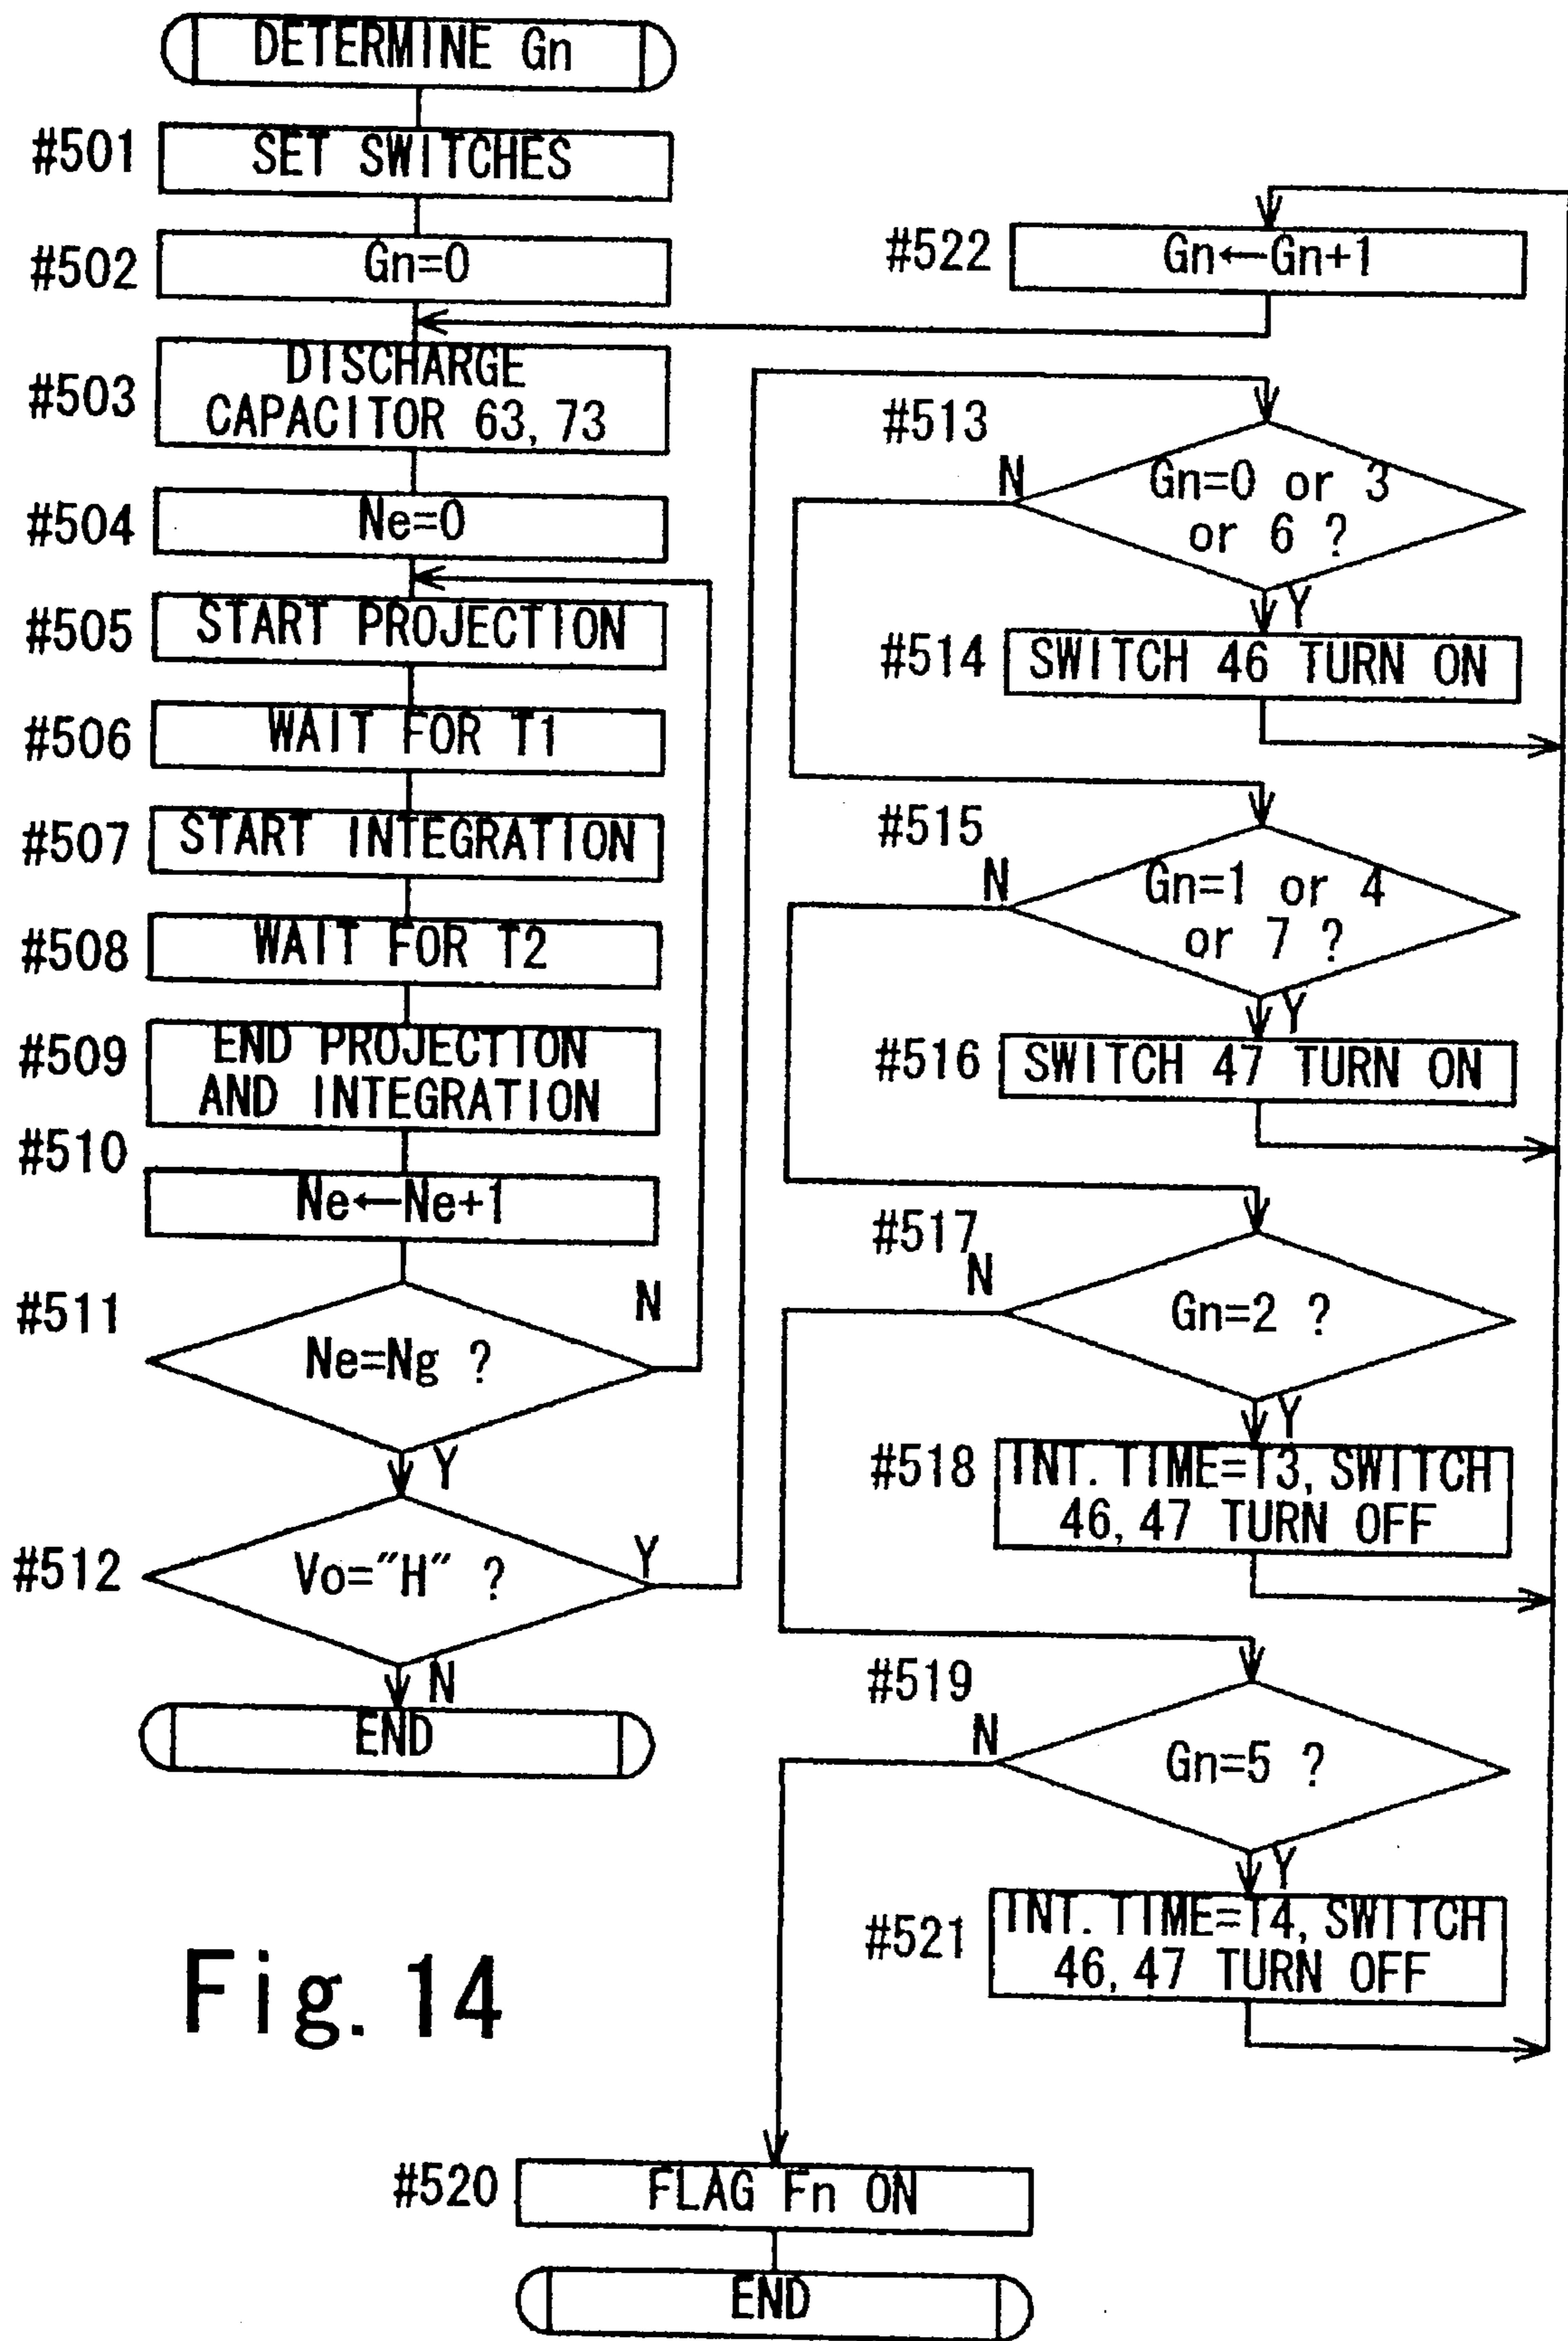 DETERMINE Gn
#501
SET SWITCHES
#502
Gn=0
#503
DISCHARGE
CAPACITOR 63, 73
#504
Ne=0
#505
START PROJECTION
#506
WAIT FOR T1
#507
START INTEGRATION
#508
WAIT FOR T2
#509
END PROJECTION
AND INTEGRATION
#510
Ne←Ne+1
#511
Ne=Ng ?
N
Y
#512
Vo="H" ?
Y
N
END
#522
Gn←Gn+1
#513
Gn=0 or 3
or 6 ?
N
Y
#514
SWITCH 46 TURN ON
#515
Gn=1 or 4
or 7 ?
N
Y
#516
SWITCH 47 TURN ON
#517
Gn=2 ?
N
Y
#518
INT. TIME=T3, SWITCH
46, 47 TURN OFF
#519
Gn=5 ?
N
Y
#521
INT. TIME=T4, SWITCH
46, 47 TURN OFF
#520
FLAG Fn ON
END
Fig. 14